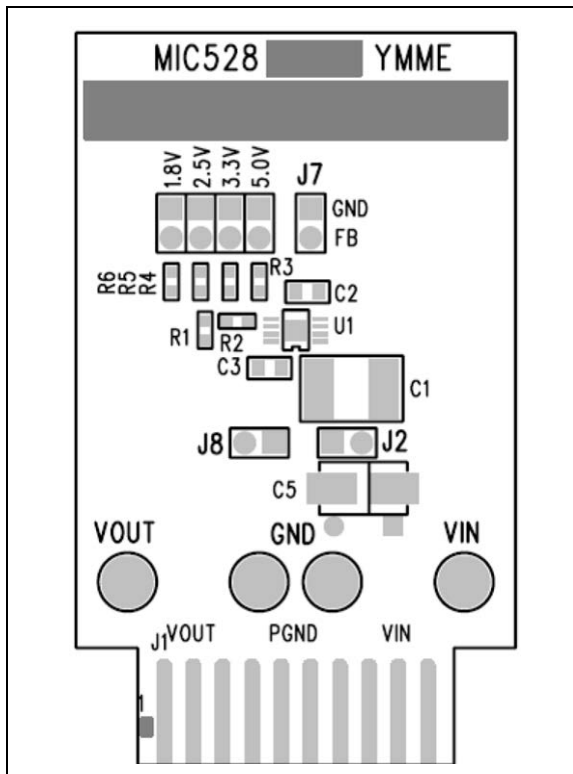 MIC528 YMME
1.8V
2.5V
3.3V
5.0V
J7
GND
FB
R6
R5
R4
R3
C2
R1
R2
U1
C3
C1
J8
J2
C5
VOUT
GND
VIN
J1
VOUT
PGND
VIN
1